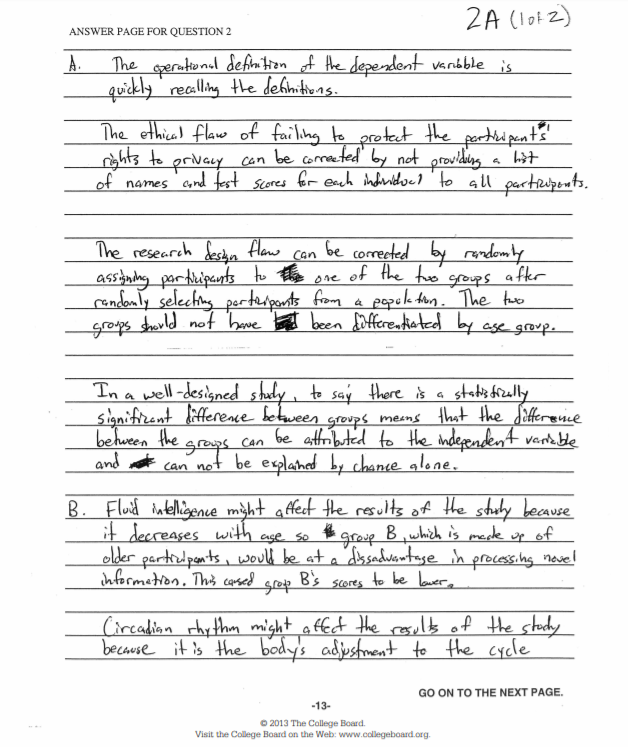 2A (1 of 2)
ANSWER PAGE FOR QUESTION 2
A. The operational definition of the dependent variable is
quickly recalling the definitions.
The ethical flaw of failing to protect the participants'
rights to privacy can be corrected by not providing a list
of names and test scores for each individual to all participants.
The research design flaw can be corrected by randomly
assigning participants to one of the two groups after
randomly selecting participants from a population. The two
groups should not have been differentiated by age group.
In a well-designed study, to say there is a statistically
significant difference between groups means that the difference
between the groups can be attributed to the independent variable
and can not be explained by chance alone.
B. Fluid intelligence might affect the results of the study because
it decreases with age so group B, which is made up of
older participants, would be at a dissadvantage in processing novel
information. This caused group B's scores to be lower.
Circadian rhythm might affect the results of the study
because it is the body's adjustment to the cycle
GO ON TO THE NEXT PAGE.
-13-
© 2013 The College Board.
Visit the College Board on the Web: www.collegeboard.org.